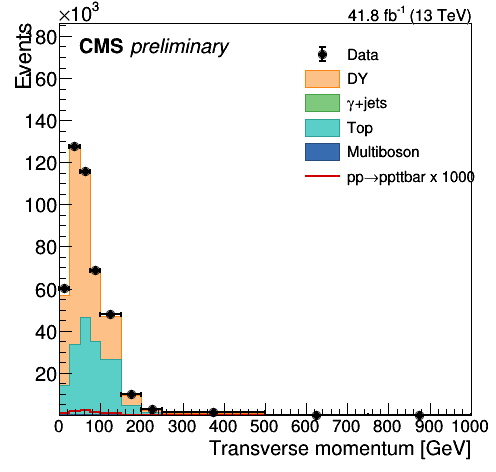 ×10³
41.8 fb⁻¹ (13 TeV)
Events
CMS preliminary
Data
DY
γ+jets
Top
Multiboson
pp→ppttbar x 1000
180
160
140
120
100
80
60
40
20
0 100 200 300 400 500 600 700 800 900 1000
Transverse momentum [GeV]